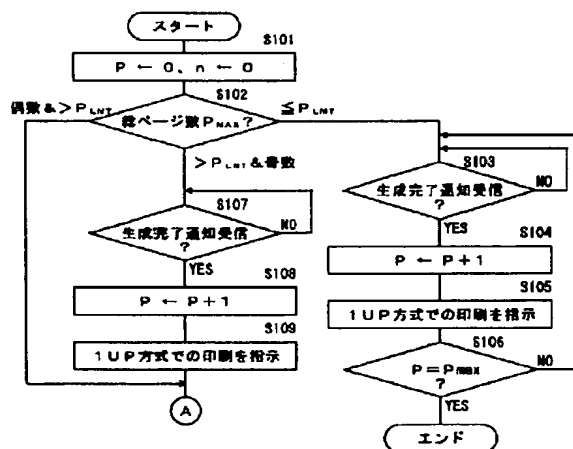 スタート
S101
P ← 0、n ← 0
S102
偶数&>PLNT
総ページ数PMAX?
≦PLNT
>PLNT&奇数
S103
生成完了通知受信
?
NO
YES
S107
生成完了通知受信
?
NO
YES
S104
P ← P+1
S108
P ← P+1
S105
1UP方式での印刷を指示
S109
1UP方式での印刷を指示
S106
P=Pmax
?
NO
YES
A
エンド